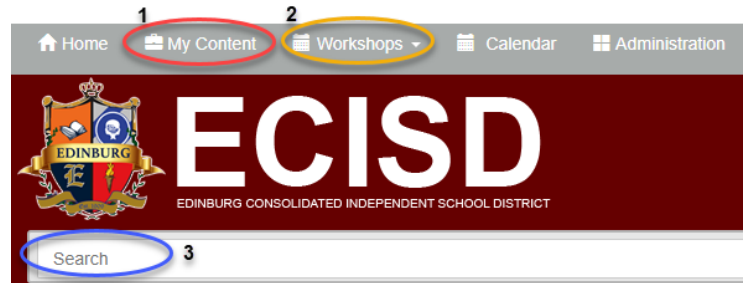 1 2
Home My Content Workshops Calendar Administration
ECISD
EDINBURG
E
EDINBURG CONSOLIDATED INDEPENDENT SCHOOL DISTRICT
Search 3